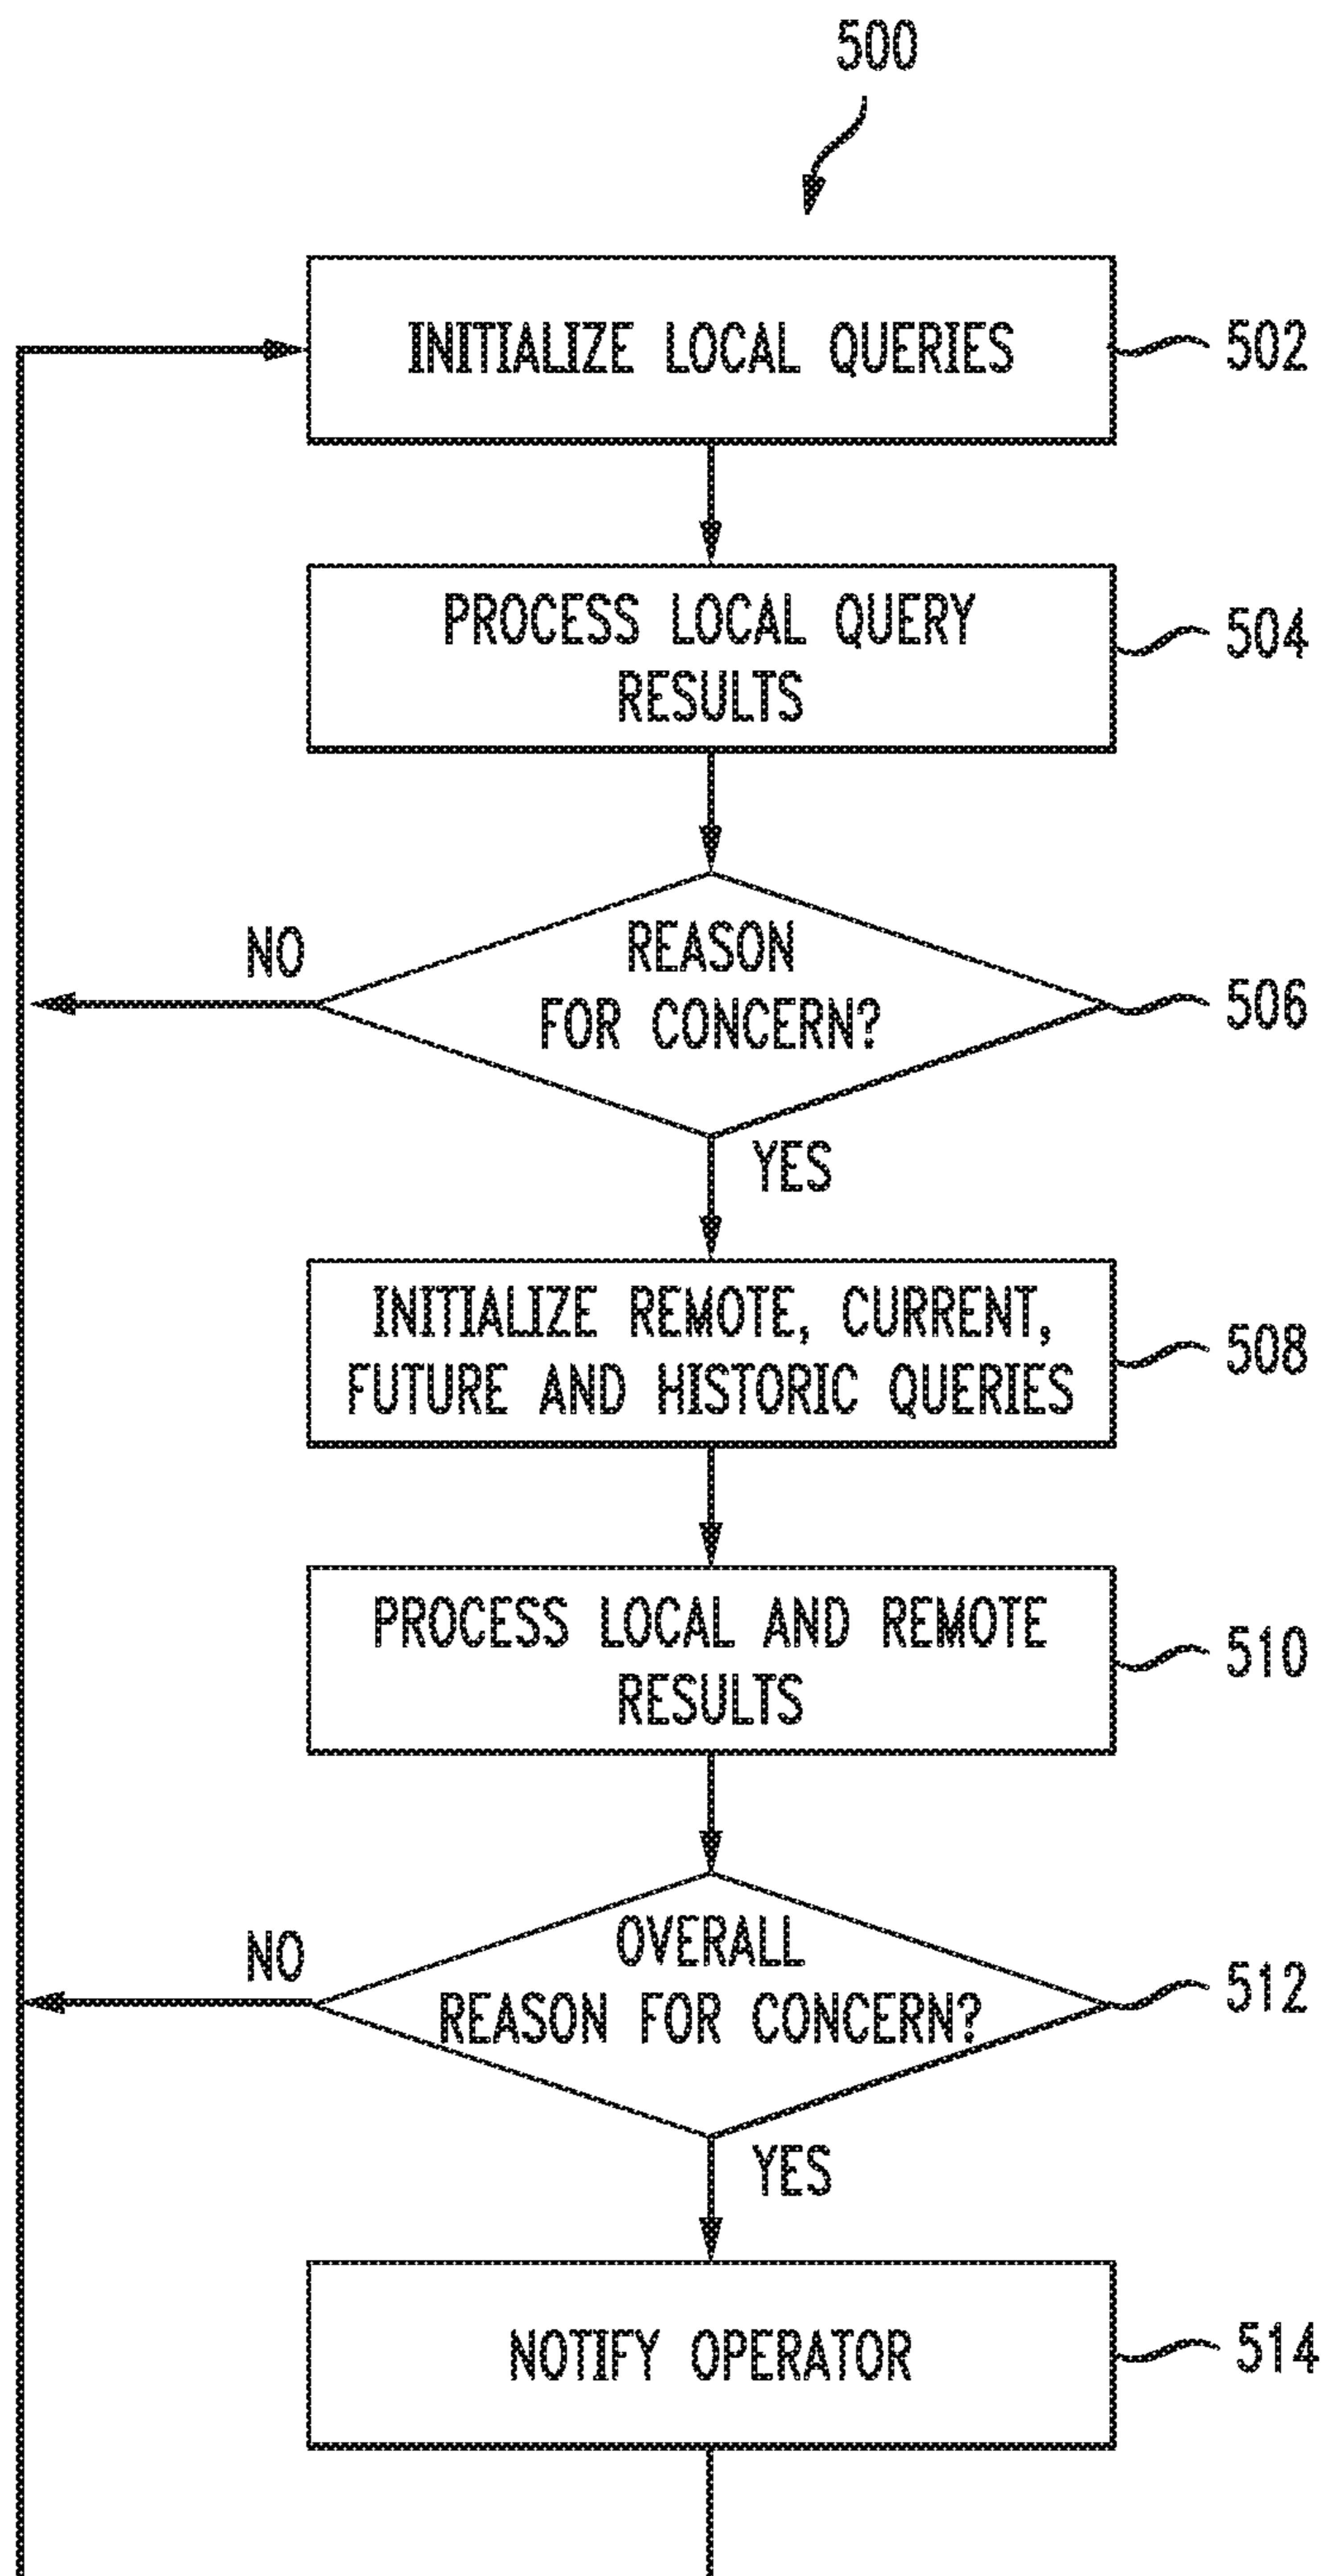 500
INITIALIZE LOCAL QUERIES
502
PROCESS LOCAL QUERY
RESULTS
504
REASON
FOR CONCERN?
506
NO
YES
INITIALIZE REMOTE, CURRENT,
FUTURE AND HISTORIC QUERIES
508
PROCESS LOCAL AND REMOTE
RESULTS
510
OVERALL
REASON FOR CONCERN?
512
NO
YES
NOTIFY OPERATOR
514